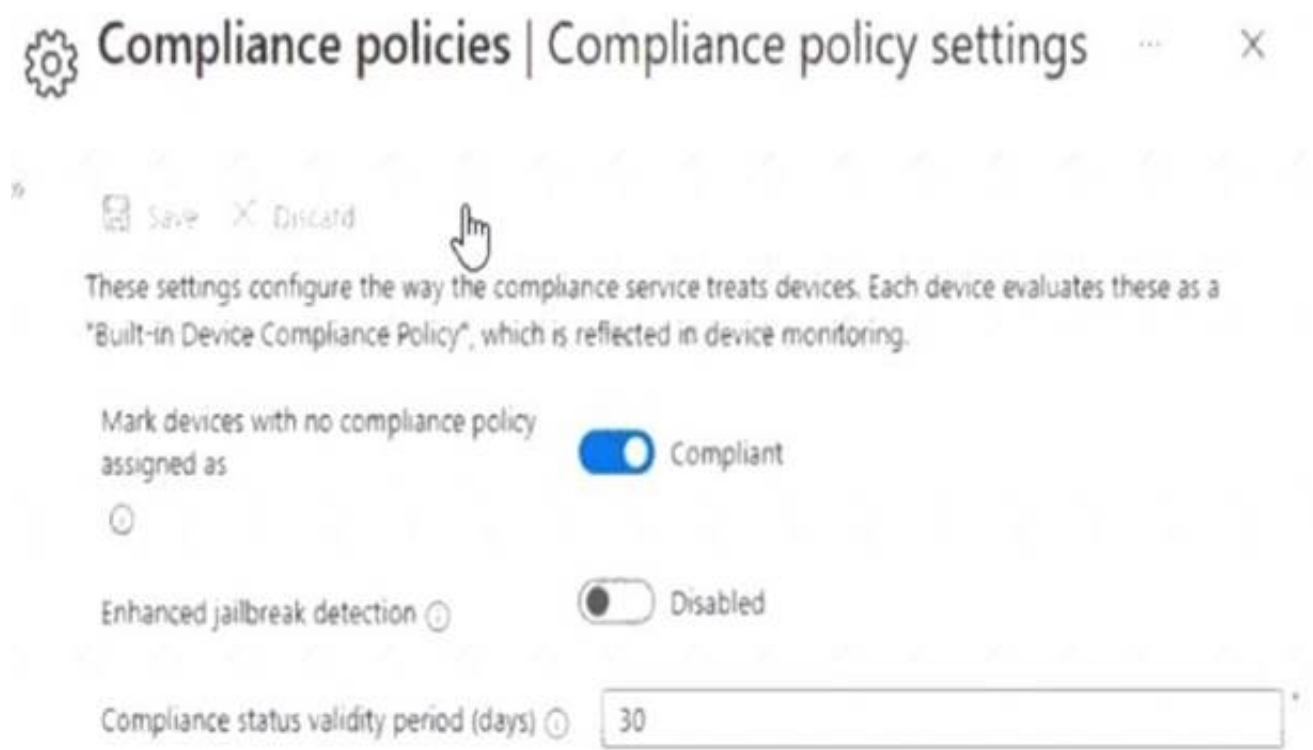 Compliance policies | Compliance policy settings ... ×
»
Save × Discard
These settings configure the way the compliance service treats devices. Each device evaluates these as a
"Built-in Device Compliance Policy", which is reflected in device monitoring.
Mark devices with no compliance policy
assigned as
Compliant
Enhanced jailbreak detection
Disabled
Compliance status validity period (days)
30